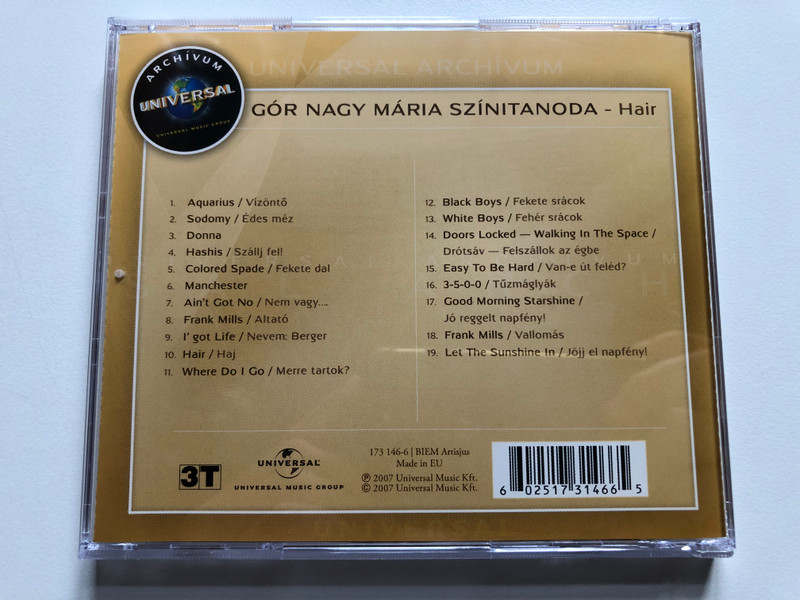 UNIVERSAL ARCHÍVUM
ARCHÍVUM
UNIVERSAL
UNIVERSAL MUSIC GROUP
GÓR NAGY MÁRIA SZÍNITANODA - Hair
1. Aquarius / Vízöntő
2. Sodomy / Édes méz
3. Donna
4. Hashis / Szállj fel!
5. Colored Spade / Fekete dal
6. Manchester
7. Ain't Got No / Nem vagy....
8. Frank Mills / Altató
9. I' got Life / Nevem: Berger
10. Hair / Haj
11. Where Do I Go / Merre tartok?
12. Black Boys / Fekete srácok
13. White Boys / Fehér srácok
14. Doors Locked — Walking In The Space /
Drótsáv — Felszállok az égbe
15. Easy To Be Hard / Van-e út feléd?
16. 3-5-0-0 / Tűzmáglyák
17. Good Morning Starshine /
Jó reggelt napfény!
18. Frank Mills / Vallomás
19. Let The Sunshine In / Jöjj el napfény!
3T
UNIVERSAL
UNIVERSAL MUSIC GROUP
173 146-6 | BIEM Artisjus
Made in EU
℗ 2007 Universal Music Kft.
© 2007 Universal Music Kft.
6 02517 31466 5
UNIVERSAL